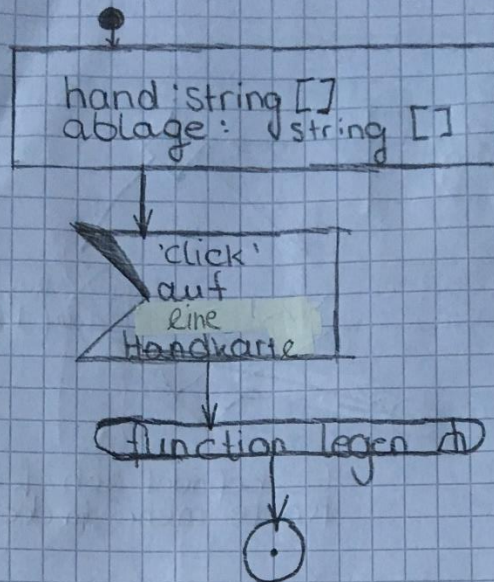 hand : string []
ablage : string []
'click'
auf
eine
Handkarte
function legen ⋔